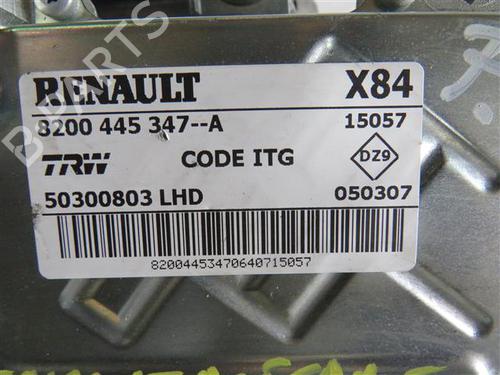 RENAULT X84
8200 445 347--A 15057
TRW CODE ITG DZ9
50300803 LHD 050307
82004453470640715057